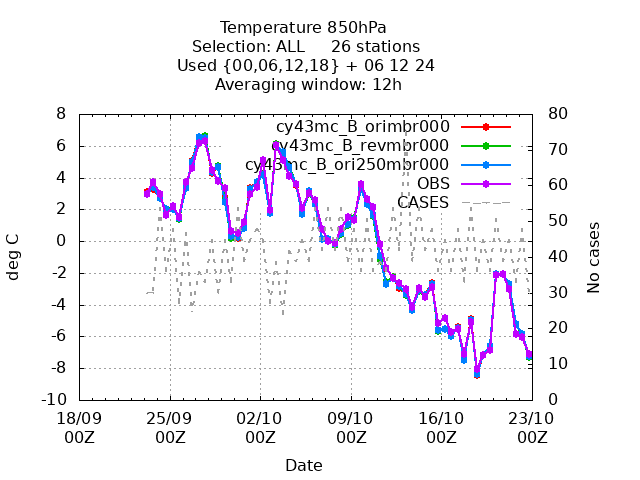 Temperature 850hPa
Selection: ALL     26 stations
Used {00,06,12,18} + 06 12 24
Averaging window: 12h
cy43mc_B_orimbr000
cy43mc_B_revmbr000
cy43mc_B_ori250mbr000
OBS
CASES
deg C
8
6
4
2
0
-2
-4
-6
-8
-10
No cases
80
70
60
50
40
30
20
10
0
18/09 25/09 02/10 09/10 16/10 23/10
00Z 00Z 00Z 00Z 00Z 00Z
Date